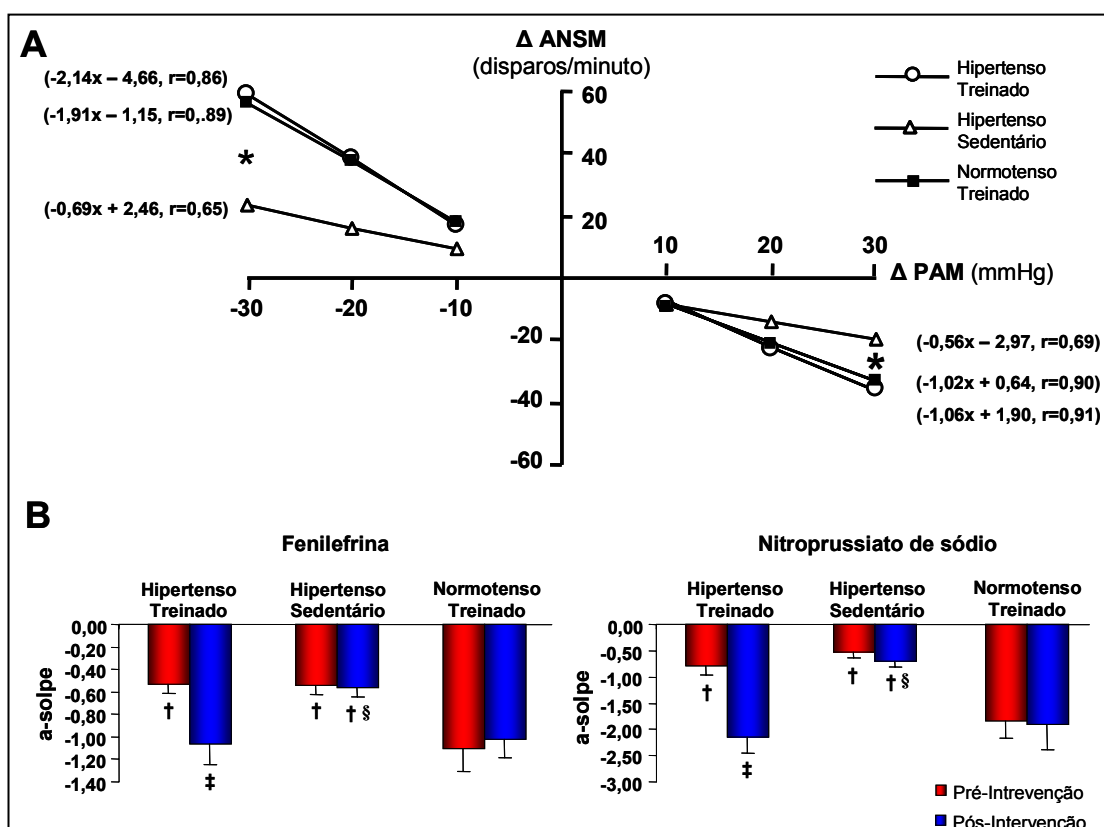 A
Δ ANSM
(disparos/minuto)
(-2,14x – 4,66, r=0,86)
(-1,91x – 1,15, r=0,.89)
*
(-0,69x + 2,46, r=0,65)
Hipertenso
Treinado
Hipertenso
Sedentário
Normotenso
Treinado
60
40
20
10 20 30
Δ PAM (mmHg)
-30 -20 -10
-20
-40
-60
(-0,56x – 2,97, r=0,69)
*
(-1,02x + 0,64, r=0,90)
(-1,06x + 1,90, r=0,91)
B
Fenilefrina
Hipertenso
Treinado
Hipertenso
Sedentário
Normotenso
Treinado
a-solpe
0,00
-0,20
-0,40
-0,60
-0,80
-1,00
-1,20
-1,40
† † † §
‡
Nitroprussiato de sódio
Hipertenso
Treinado
Hipertenso
Sedentário
Normotenso
Treinado
a-solpe
0,00
-0,50
-1,00
-1,50
-2,00
-2,50
-3,00
† † † §
‡
Pré-Intrevenção
Pós-Intervenção